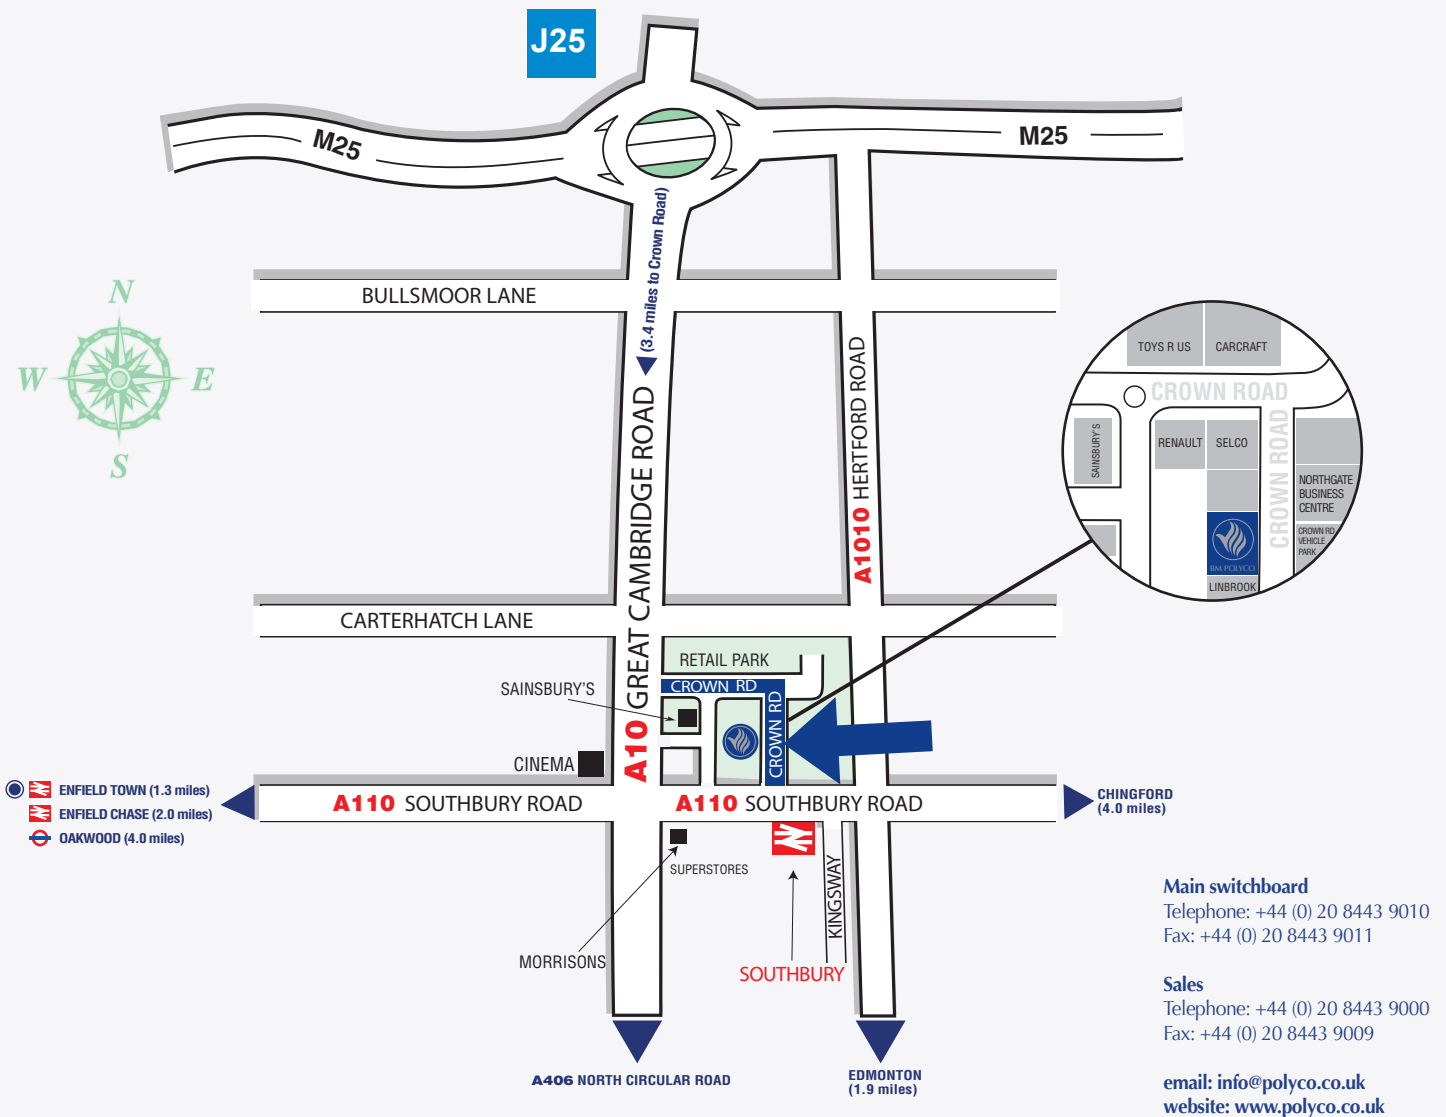 J25
M25
M25
(3.4 miles to Crown Road)
BULLSMOOR LANE
N
W
E
S
A10 GREAT CAMBRIDGE ROAD
A1010 HERTFORD ROAD
TOYS R US
CARCRAFT
CROWN ROAD
CROWN ROAD
SAINSBURY'S
RENAULT
SELCO
NORTHGATE
BUSINESS
CENTRE
CROWN RD
VEHICLE
PARK
BM POLYCO
LINBROOK
CARTERHATCH LANE
RETAIL PARK
CROWN RD
CROWN RD
SAINSBURY'S
CINEMA
ENFIELD TOWN (1.3 miles)
ENFIELD CHASE (2.0 miles)
OAKWOOD (4.0 miles)
A110 SOUTHBURY ROAD
A110 SOUTHBURY ROAD
CHINGFORD
(4.0 miles)
SUPERSTORES
KINGSWAY
MORRISONS
SOUTHBURY
A406 NORTH CIRCULAR ROAD
EDMONTON
(1.9 miles)
Main switchboard
Telephone: +44 (0) 20 8443 9010
Fax: +44 (0) 20 8443 9011
Sales
Telephone: +44 (0) 20 8443 9000
Fax: +44 (0) 20 8443 9009
email: info@polyco.co.uk
website: www.polyco.co.uk